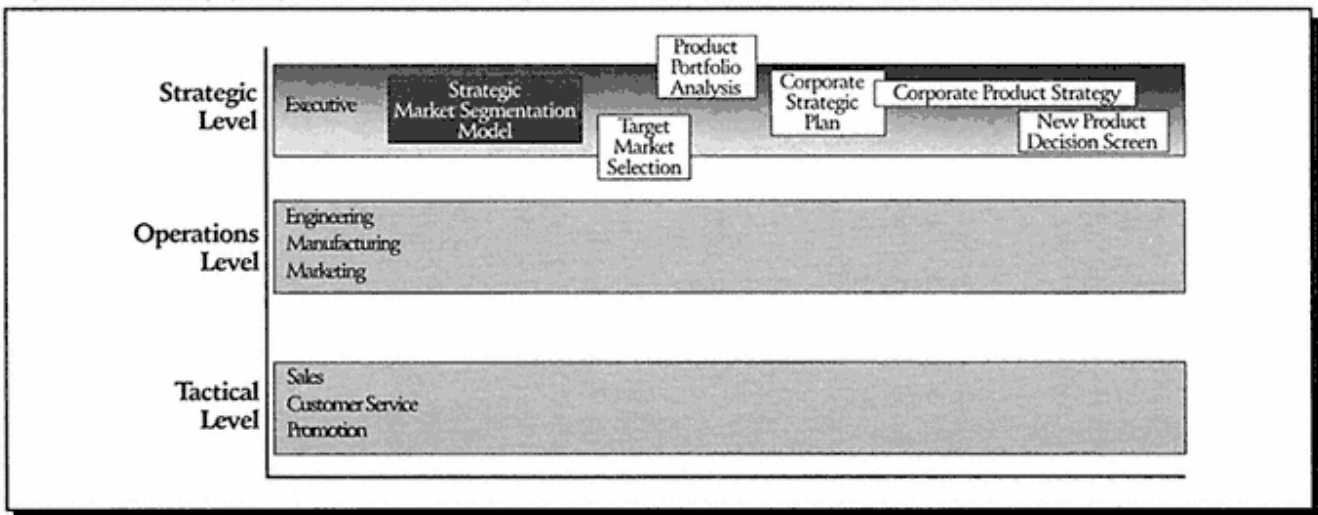 Strategic
Level
Executive
Strategic
Market Segmentation
Model
Target
Market
Selection
Product
Portfolio
Analysis
Corporate
Strategic
Plan
Corporate Product Strategy
New Product
Decision Screen
Operations
Level
Engineering
Manufacturing
Marketing
Tactical
Level
Sales
Customer Service
Promotion